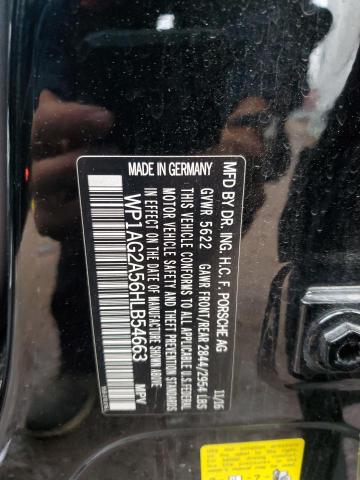 MFD BY DR. ING. H.C. F. PORSCHE AG 11/16
GVWR 5622 GAWR FRONT/REAR 2844/2954 LBS
THIS VEHICLE CONFORMS TO ALL APPLICABLE U.S. FEDERAL
MOTOR VEHICLE SAFETY AND THEFT PREVENTION STANDARDS
IN EFFECT ON THE DATE OF MANUFACTURE SHOWN ABOVE.
WP1AG2A56HLB54663 MPV
MADE IN GERMANY